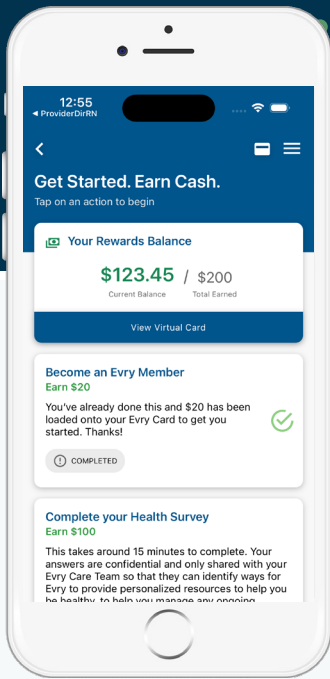 12:55
◀ ProviderDirRN
Get Started. Earn Cash.
Tap on an action to begin
Your Rewards Balance
$123.45 / $200
Current Balance Total Earned
View Virtual Card
Become an Evry Member
Earn $20
You've already done this and $20 has been
loaded onto your Evry Card to get you
started. Thanks!
COMPLETED
Complete your Health Survey
Earn $100
This takes around 15 minutes to complete. Your
answers are confidential and only shared with your
Evry Care Team so that they can identify ways for
Evry to provide personalized resources to help you
be healthy, to help you manage any ongoing